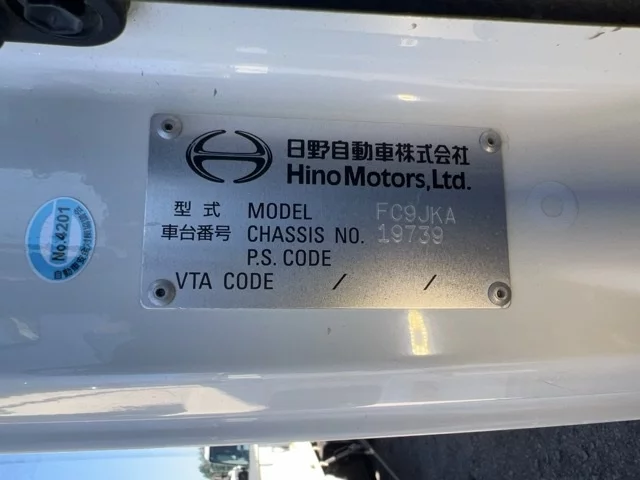 日野自動車株式会社
Hino Motors, Ltd.
型式 MODEL FC9JKA
車台番号 CHASSIS NO. 19739
P.S. CODE
VTA CODE / /
No.4201